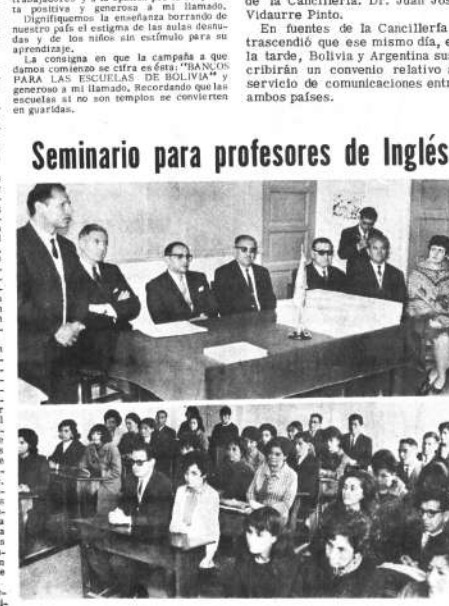 ta positiva y generosa a mi llamado.
Dignifiquemos la enseñanza borrando de
nuestro país el estigma de las aulas desnu-
das y de los niños sin estímulo para su
aprendizaje.
La consigna en que la campaña a que
damos comienzo se cifra es ésta: "BANCOS
PARA LAS ESCUELAS DE BOLIVIA" y
generoso a mi llamado. Recordando que las
escuelas si no son templos se convierten
en guaridas.
de la Cancillería. Dr. Juan Jos
Vidaurre Pinto.
En fuentes de la Cancillería
trascendió que ese mismo día, e
la tarde, Bolivia y Argentina sus
cribirán un convenio relativo a
servicio de comunicaciones entr
ambos países.
Seminario para profesores de Inglés